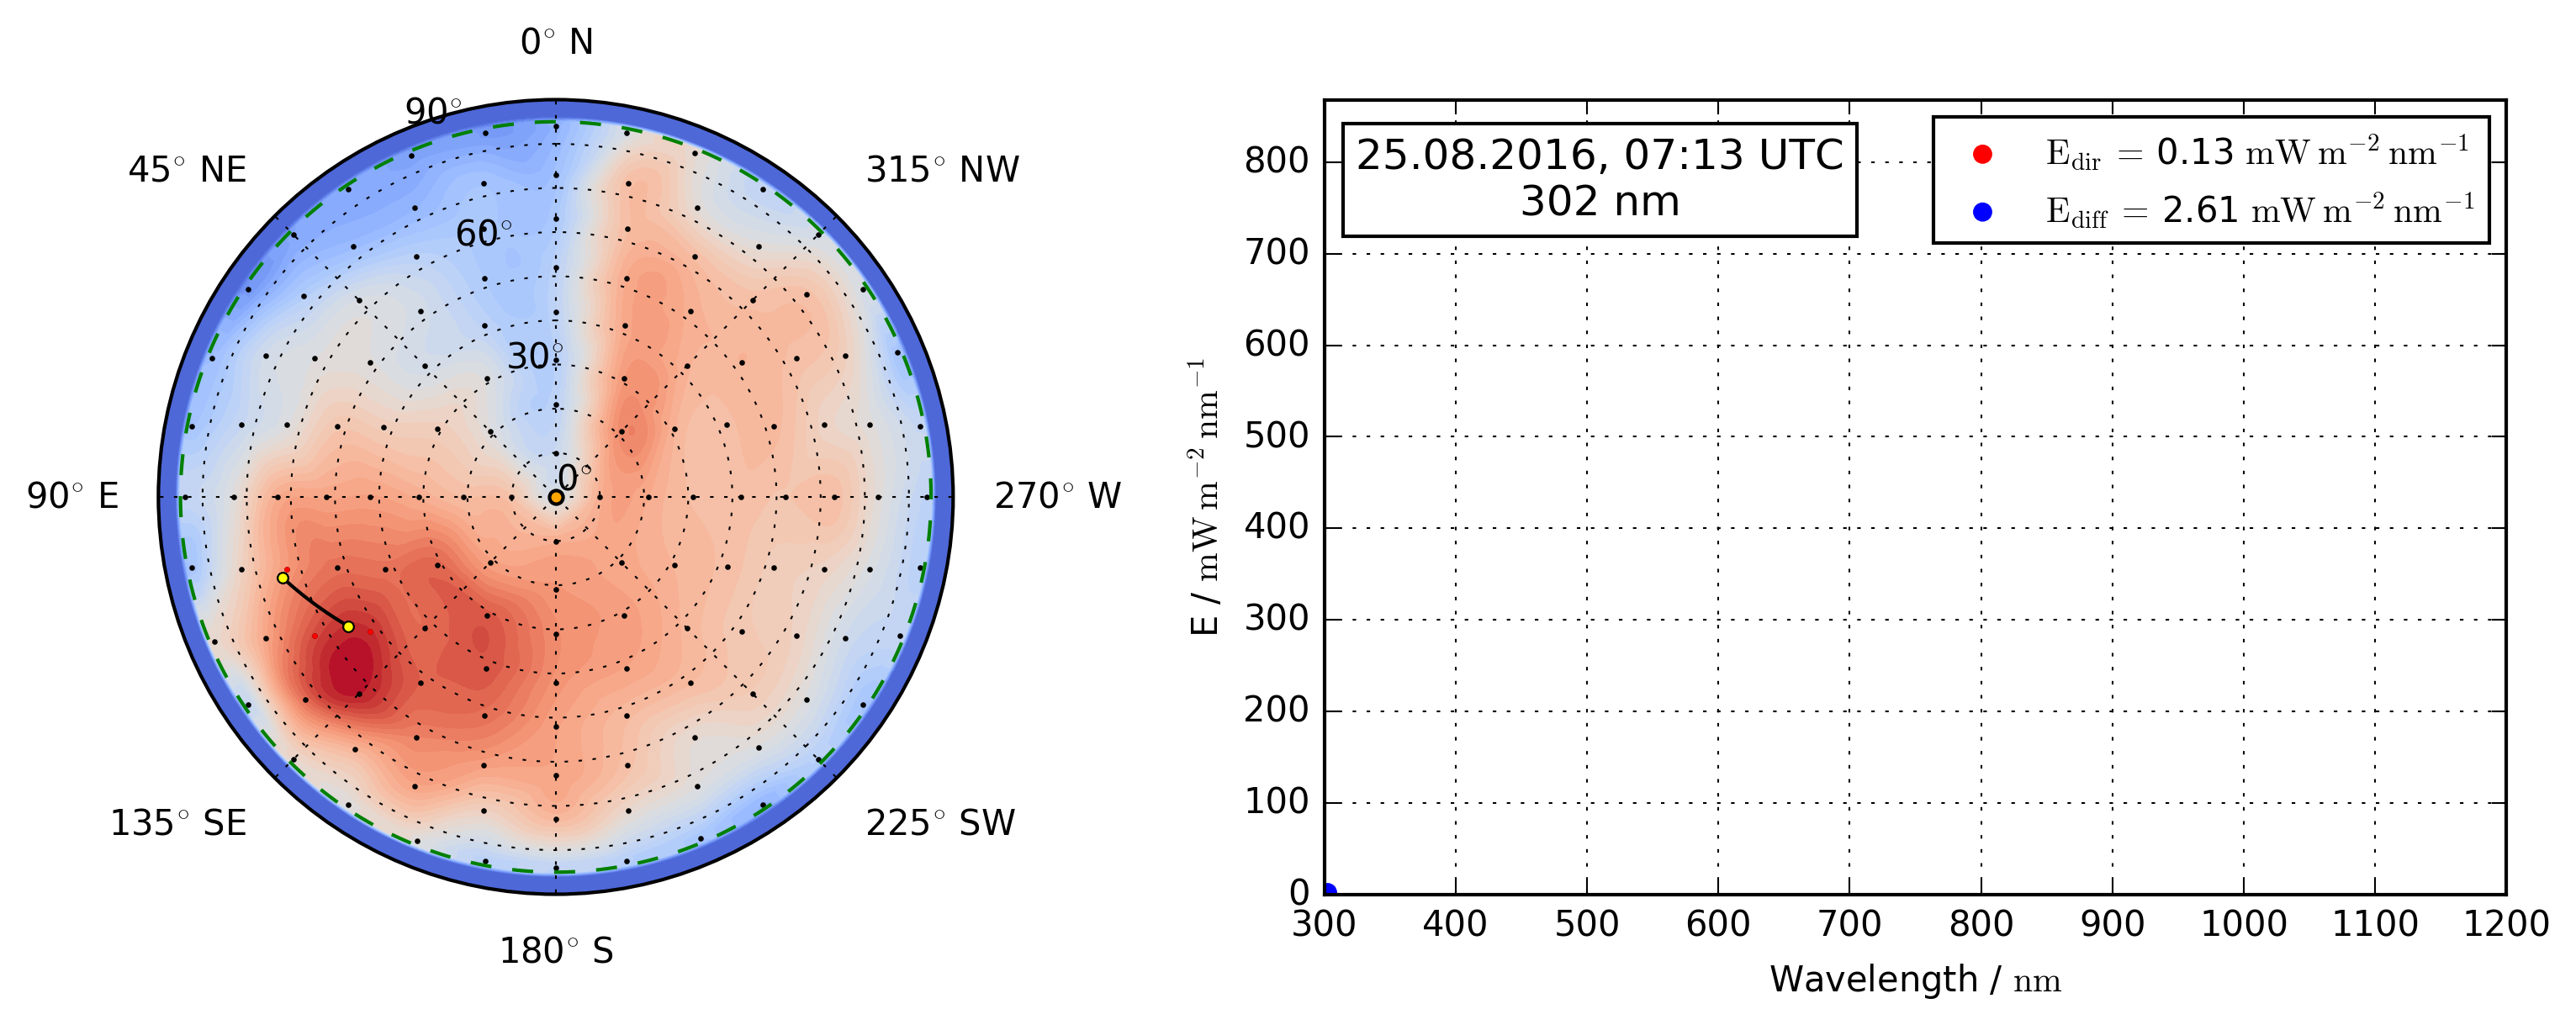 0° N
90°
45° NE
315° NW
60°
30°
0°
90° E
270° W
135° SE
225° SW
180° S
25.08.2016, 07:13 UTC
302 nm
E_dir = 0.13 mW m⁻² nm⁻¹
E_diff = 2.61 mW m⁻² nm⁻¹
E / mW m⁻² nm⁻¹
800
700
600
500
400
300
200
100
0
300 400 500 600 700 800 900 1000 1100 1200
Wavelength / nm